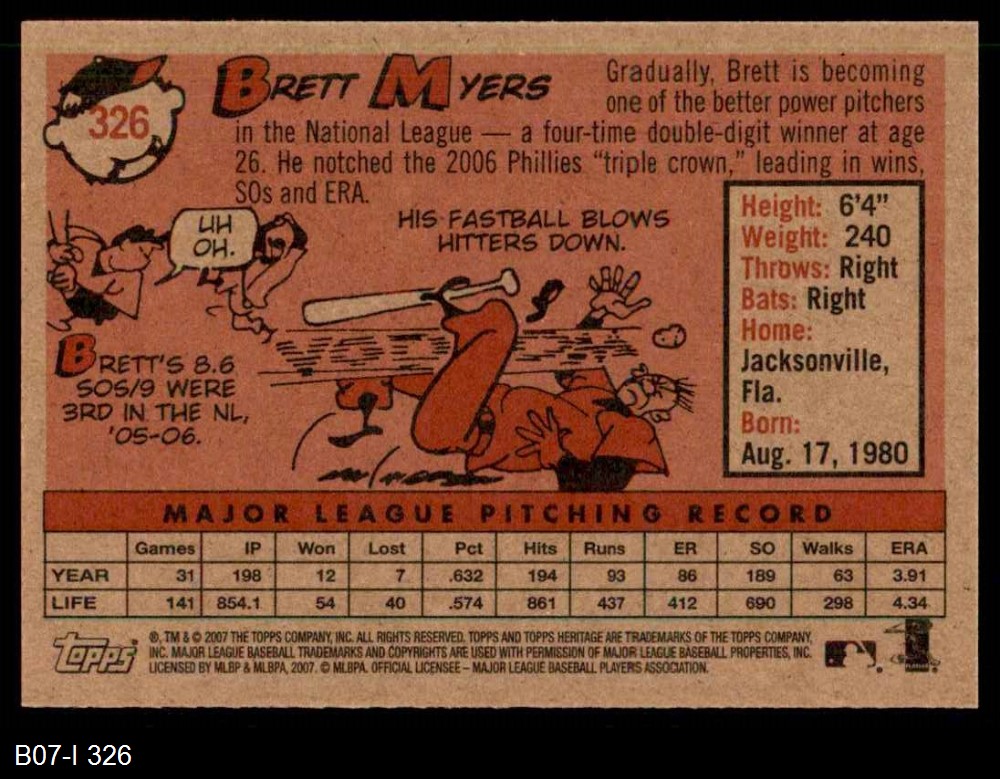 326
BRETT MYERS
Gradually, Brett is becoming
one of the better power pitchers
in the National League — a four-time double-digit winner at age
26. He notched the 2006 Phillies “triple crown,” leading in wins,
SOs and ERA.
UH
OH.
HIS FASTBALL BLOWS
HITTERS DOWN.
BRETT'S 8.6
SOS/9 WERE
3RD IN THE NL,
'05-06.
Height: 6'4”
Weight: 240
Throws: Right
Bats: Right
Home:
Jacksonville,
Fla.
Born:
Aug. 17, 1980
MAJOR LEAGUE PITCHING RECORD
Games IP Won Lost Pct Hits Runs ER SO Walks ERA
YEAR 31 198 12 7 .632 194 93 86 189 63 3.91
LIFE 141 854.1 54 40 .574 861 437 412 690 298 4.34
Topps
®, TM & © 2007 THE TOPPS COMPANY, INC. ALL RIGHTS RESERVED. TOPPS AND TOPPS HERITAGE ARE TRADEMARKS OF THE TOPPS COMPANY,
INC. MAJOR LEAGUE BASEBALL TRADEMARKS AND COPYRIGHTS ARE USED WITH PERMISSION OF MAJOR LEAGUE BASEBALL PROPERTIES, INC.
LICENSED BY MLBP & MLBPA, 2007. © MLBPA. OFFICIAL LICENSEE – MAJOR LEAGUE BASEBALL PLAYERS ASSOCIATION.
B07-I 326